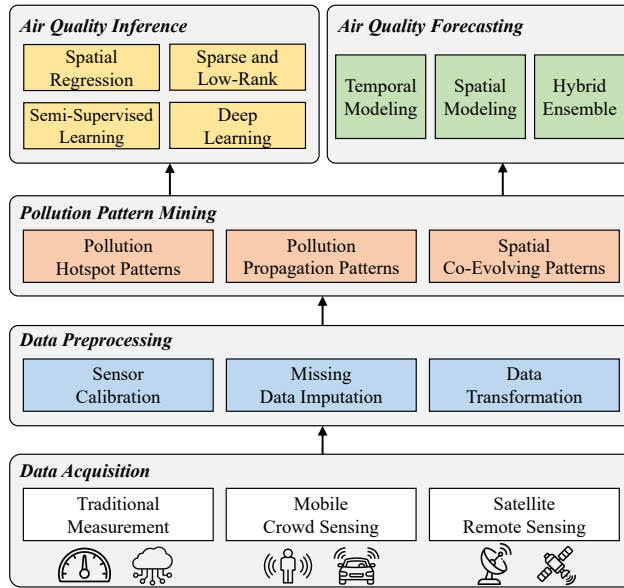 Air Quality Inference
Spatial
Regression
Sparse and
Low-Rank
Semi-Supervised
Learning
Deep
Learning
Air Quality Forecasting
Temporal
Modeling
Spatial
Modeling
Hybrid
Ensemble
Pollution Pattern Mining
Pollution
Hotspot Patterns
Pollution
Propagation Patterns
Spatial
Co-Evolving Patterns
Data Preprocessing
Sensor
Calibration
Missing
Data Imputation
Data
Transformation
Data Acquisition
Traditional
Measurement
Mobile
Crowd Sensing
Satellite
Remote Sensing